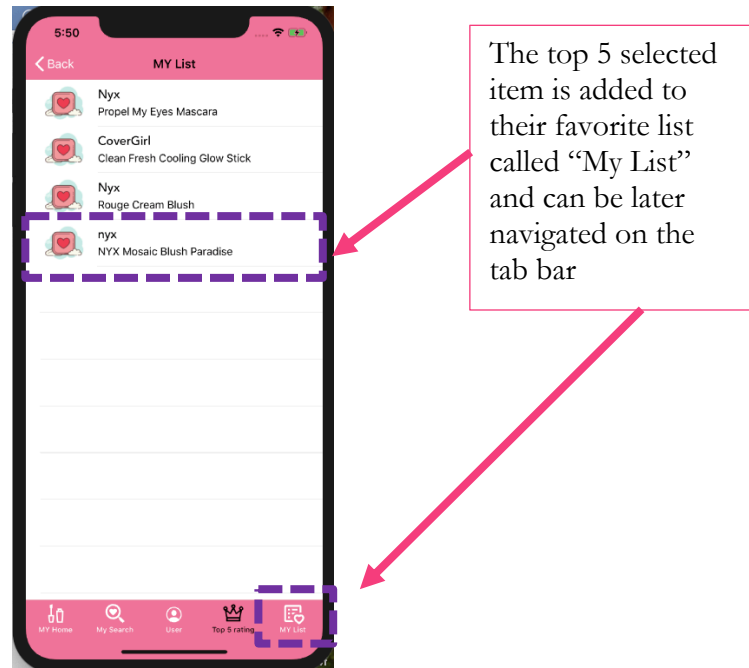 5:50
Back
MY List
Nyx
Propel My Eyes Mascara
CoverGirl
Clean Fresh Cooling Glow Stick
Nyx
Rouge Cream Blush
nyx
NYX Mosaic Blush Paradise
MY Home
My Search
User
Top 5 rating
MY List
The top 5 selected
item is added to
their favorite list
called “My List”
and can be later
navigated on the
tab bar